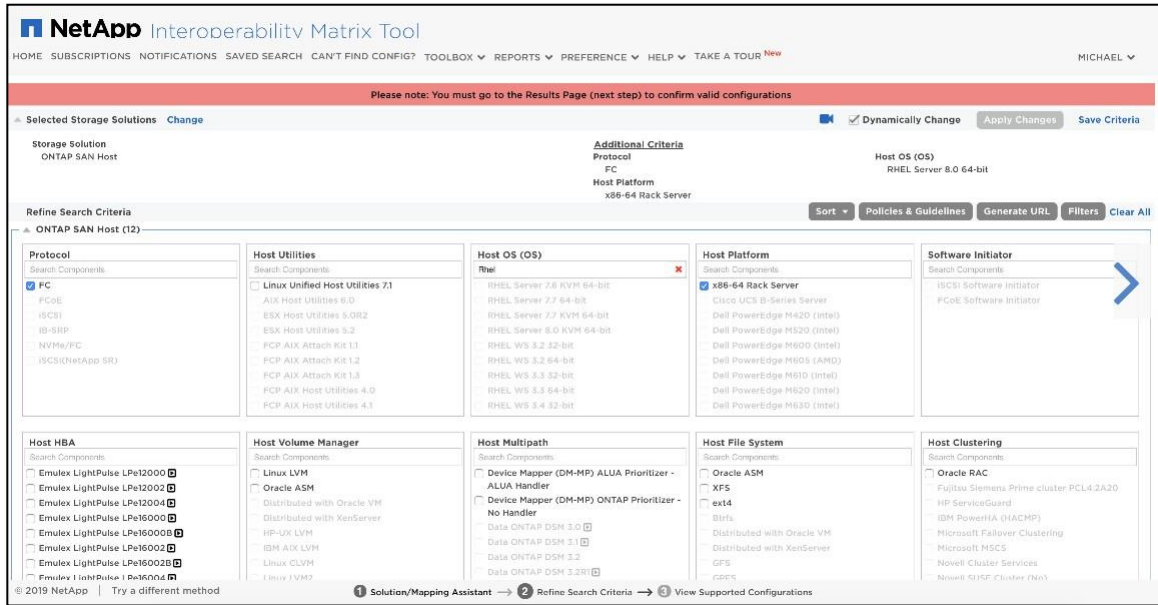 NetApp Interoperability Matrix Tool
HOME SUBSCRIPTIONS NOTIFICATIONS SAVED SEARCH CAN'T FIND CONFIG? TOOLBOX REPORTS PREFERENCE HELP TAKE A TOUR New MICHAEL
Please note: You must go to the Results Page (next step) to confirm valid configurations
Selected Storage Solutions Change Dynamically Change Apply Changes Save Criteria
Storage Solution
ONTAP SAN Host
Additional Criteria
Protocol
FC
Host Platform
x86-64 Rack Server
Host OS (OS)
RHEL Server 8.0 64-bit
Refine Search Criteria Sort Policies & Guidelines Generate URL Filters Clear All
ONTAP SAN Host (12)
Protocol
Search Components
FC
FCoE
iSCSI
IB-SRP
NVMe/FC
iSCSI(NetApp SR)
Host Utilities
Search Components
Linux Unified Host Utilities 7.1
AIX Host Utilities 6.0
ESX Host Utilities 5.0R2
ESX Host Utilities 5.2
FCP AIX Attach Kit 1.1
FCP AIX Attach Kit 1.2
FCP AIX Attach Kit 1.3
FCP AIX Host Utilities 4.0
FCP AIX Host Utilities 4.1
Host OS (OS)
Rhel
RHEL Server 7.6 KVM 64-bit
RHEL Server 7.7 64-bit
RHEL Server 7.7 KVM 64-bit
RHEL Server 8.0 KVM 64-bit
RHEL WS 3.2 32-bit
RHEL WS 3.2 64-bit
RHEL WS 3.3 32-bit
RHEL WS 3.3 64-bit
RHEL WS 3.4 32-bit
Host Platform
Search Components
x86-64 Rack Server
Cisco UCS B-Series Server
Dell PowerEdge M420 (Intel)
Dell PowerEdge M520 (Intel)
Dell PowerEdge M600 (Intel)
Dell PowerEdge M605 (AMD)
Dell PowerEdge M610 (Intel)
Dell PowerEdge M620 (Intel)
Dell PowerEdge M630 (Intel)
Software Initiator
Search Components
iSCSI Software Initiator
FCoE Software Initiator
Host HBA
Search Components
Emulex LightPulse LPe12000
Emulex LightPulse LPe12002
Emulex LightPulse LPe12004
Emulex LightPulse LPe16000
Emulex LightPulse LPe16000B
Emulex LightPulse LPe16002
Emulex LightPulse LPe16002B
Emulex LightPulse LPe16004
Host Volume Manager
Search Components
Linux LVM
Oracle ASM
Distributed with Oracle VM
Distributed with XenServer
HP-UX LVM
IBM AIX LVM
Linux CLVM
Linux LVM2
Host Multipath
Search Components
Device Mapper (DM-MP) ALUA Prioritizer -
ALUA Handler
Device Mapper (DM-MP) ONTAP Prioritizer -
No Handler
Data ONTAP DSM 3.0
Data ONTAP DSM 3.1
Data ONTAP DSM 3.2
Data ONTAP DSM 3.2R1
Host File System
Search Components
Oracle ASM
XFS
ext4
Btrfs
Distributed with Oracle VM
Distributed with XenServer
GFS
GPFS
Host Clustering
Search Components
Oracle RAC
Fujitsu Siemens Prime cluster PCL4.2A20
HP ServiceGuard
IBM PowerHA (HACMP)
Microsoft Failover Clustering
Microsoft MSCS
Novell Cluster Services
Novell SUSE Cluster (No)
© 2019 NetApp | Try a different method 1 Solution/Mapping Assistant → 2 Refine Search Criteria → 3 View Supported Configurations